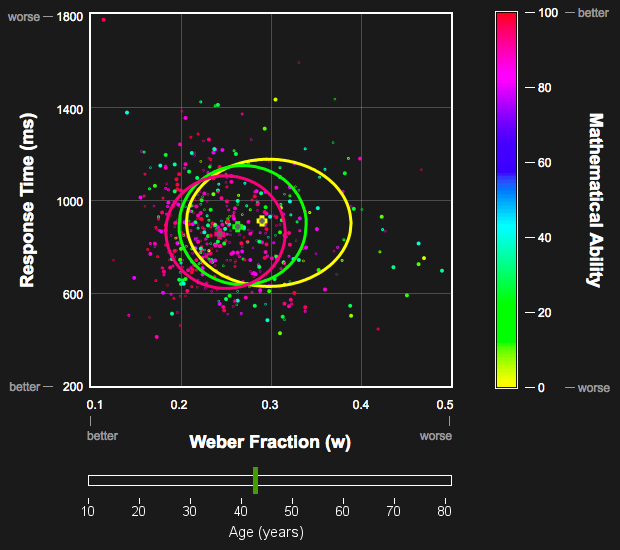 worse
1800
1400
1000
600
200
better
Response Time (ms)
0.1
0.2
0.3
0.4
0.5
better
worse
Weber Fraction (w)
100
80
60
40
20
0
better
worse
Mathematical Ability
10
20
30
40
50
60
70
80
Age (years)